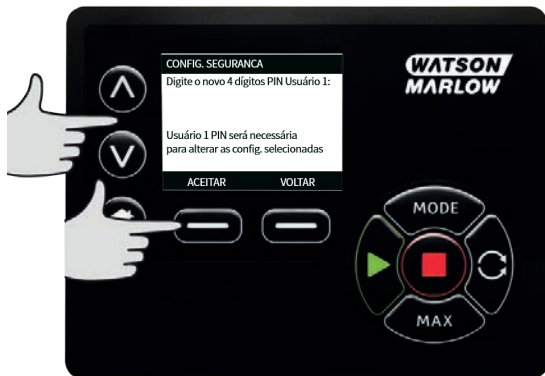 CONFIG. SEGURANCA
Digite o novo 4 dígitos PIN Usuário 1:
Usuário 1 PIN será necessária
para alterar as config. selecionadas
ACEITAR VOLTAR
WATSON
MARLOW
MODE
MAX